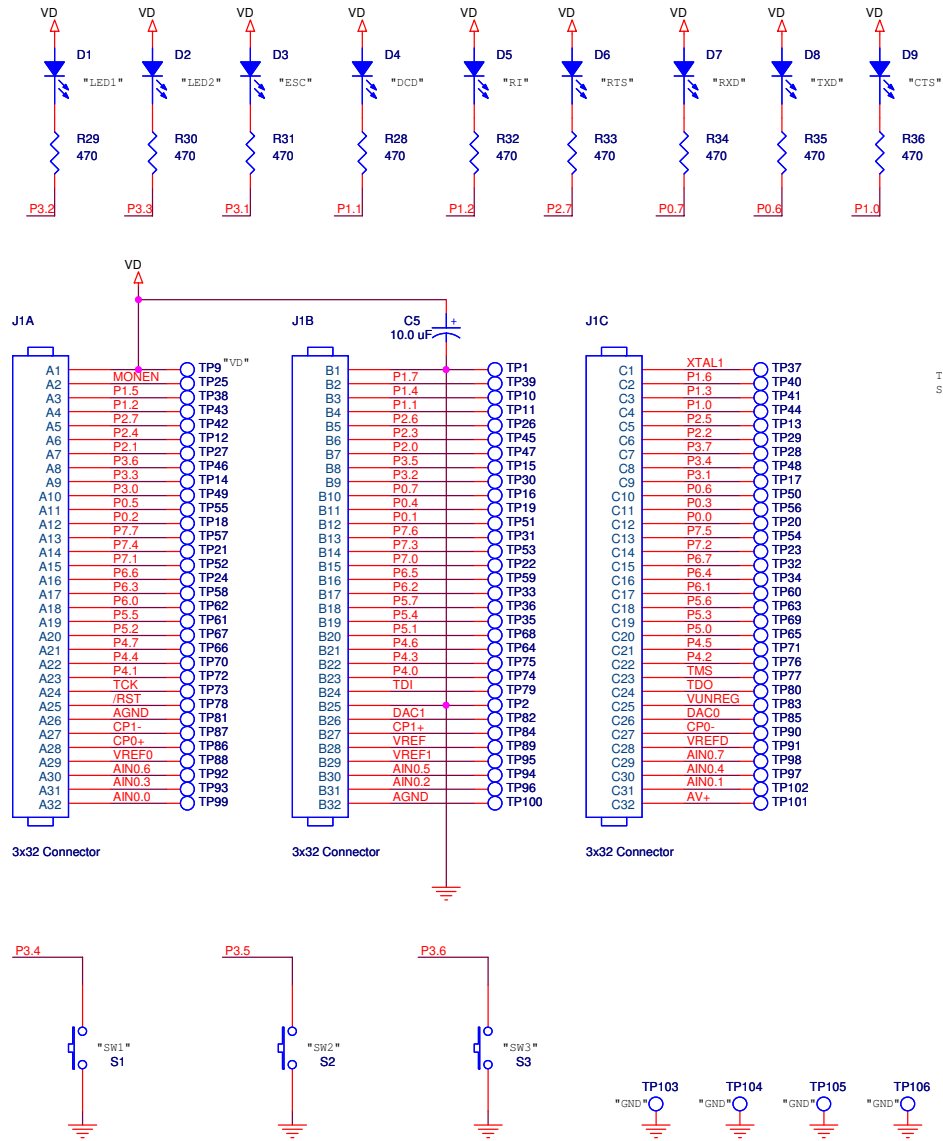 VD VD VD VD VD VD VD VD VD
D1 D2 D3 D4 D5 D6 D7 D8 D9
"LED1" "LED2" "ESC" "DCD" "RI" "RTS" "RXD" "TXD" "CTS"
R29 R30 R31 R28 R32 R33 R34 R35 R36
470 470 470 470 470 470 470 470 470
P3.2 P3.3 P3.1 P1.1 P1.2 P2.7 P0.7 P0.6 P1.0
VD
J1A J1B C5 J1C
10.0 uF
A1 TP9 "VD" B1 TP1 C1 XTAL1 TP37
A2 MONEN TP25 B2 P1.7 TP39 C2 P1.6 TP40
A3 P1.5 TP38 B3 P1.4 TP10 C3 P1.3 TP41
A4 P1.2 TP43 B4 P1.1 TP11 C4 P1.0 TP44
A5 P2.7 TP42 B5 P2.6 TP26 C5 P2.5 TP13
A6 P2.4 TP12 B6 P2.3 TP45 C6 P2.2 TP29
A7 P2.1 TP27 B7 P2.0 TP47 C7 P3.7 TP28
A8 P3.6 TP46 B8 P3.5 TP15 C8 P3.4 TP48
A9 P3.3 TP14 B9 P3.2 TP30 C9 P3.1 TP17
A10 P3.0 TP49 B10 P0.7 TP16 C10 P0.6 TP50
A11 P0.5 TP55 B11 P0.4 TP19 C11 P0.3 TP56
A12 P0.2 TP18 B12 P0.1 TP51 C12 P0.0 TP20
A13 P7.7 TP57 B13 P7.6 TP31 C13 P7.5 TP54
A14 P7.4 TP21 B14 P7.3 TP53 C14 P7.2 TP23
A15 P7.1 TP52 B15 P7.0 TP22 C15 P6.7 TP32
A16 P6.6 TP24 B16 P6.5 TP59 C16 P6.4 TP34
A17 P6.3 TP58 B17 P6.2 TP33 C17 P6.1 TP60
A18 P6.0 TP62 B18 P5.7 TP36 C18 P5.6 TP63
A19 P5.5 TP61 B19 P5.4 TP35 C19 P5.3 TP69
A20 P5.2 TP67 B20 P5.1 TP68 C20 P5.0 TP65
A21 P4.7 TP66 B21 P4.6 TP64 C21 P4.5 TP71
A22 P4.4 TP70 B22 P4.3 TP75 C22 P4.2 TP76
A23 P4.1 TP72 B23 P4.0 TP74 C23 TMS TP77
A24 TCK TP73 B24 TDI TP79 C24 TDO TP80
A25 /RST TP78 B25 TP2 C25 VUNREG TP83
A26 AGND TP81 B26 DAC1 TP82 C26 DAC0 TP85
A27 CP1- TP87 B27 CP1+ TP84 C27 CP0- TP90
A28 CP0+ TP86 B28 VREF TP89 C28 VREFD TP91
A29 VREF0 TP88 B29 VREF1 TP95 C29 AIN0.7 TP98
A30 AIN0.6 TP92 B30 AIN0.5 TP94 C30 AIN0.4 TP97
A31 AIN0.3 TP93 B31 AIN0.2 TP96 C31 AIN0.1 TP102
A32 AIN0.0 TP99 B32 AGND TP100 C32 AV+ TP101
3x32 Connector 3x32 Connector 3x32 Connector
T
S
P3.4 P3.5 P3.6
"SW1" "SW2" "SW3"
S1 S2 S3
TP103 TP104 TP105 TP106
"GND" "GND" "GND" "GND"